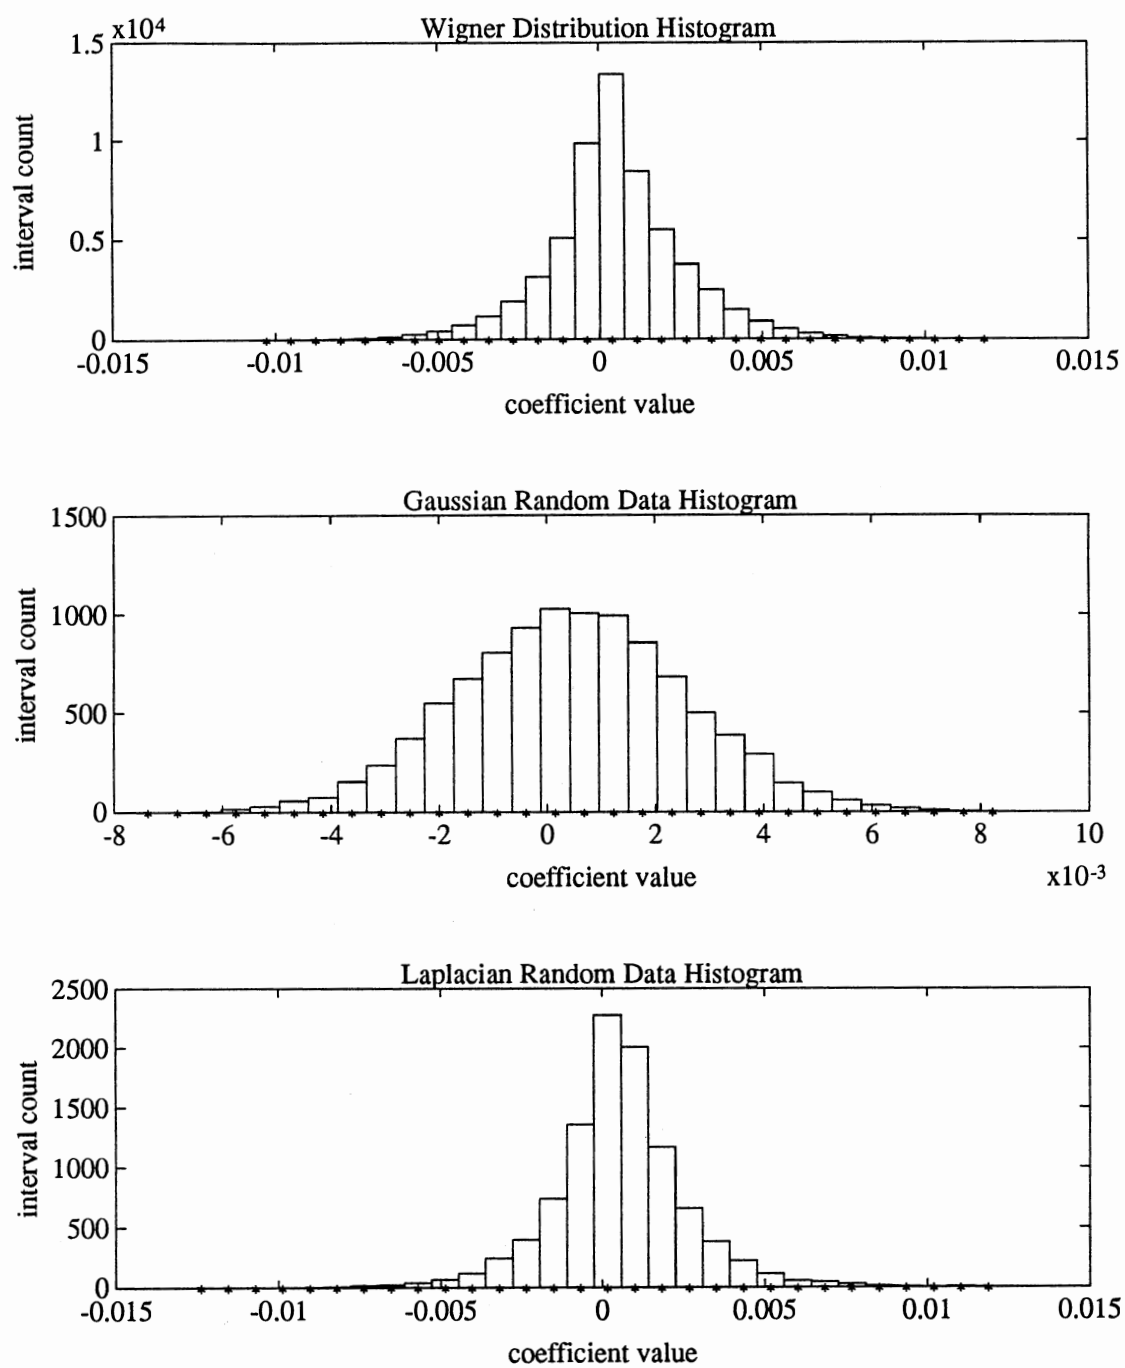 Wigner Distribution Histogram
1.5 x10⁴
1
0.5
0
interval count
-0.015 -0.01 -0.005 0 0.005 0.01 0.015
coefficient value
Gaussian Random Data Histogram
1500
1000
500
0
interval count
-8 -6 -4 -2 0 2 4 6 8 10
coefficient value x10⁻³
Laplacian Random Data Histogram
2500
2000
1500
1000
500
0
interval count
-0.015 -0.01 -0.005 0 0.005 0.01 0.015
coefficient value